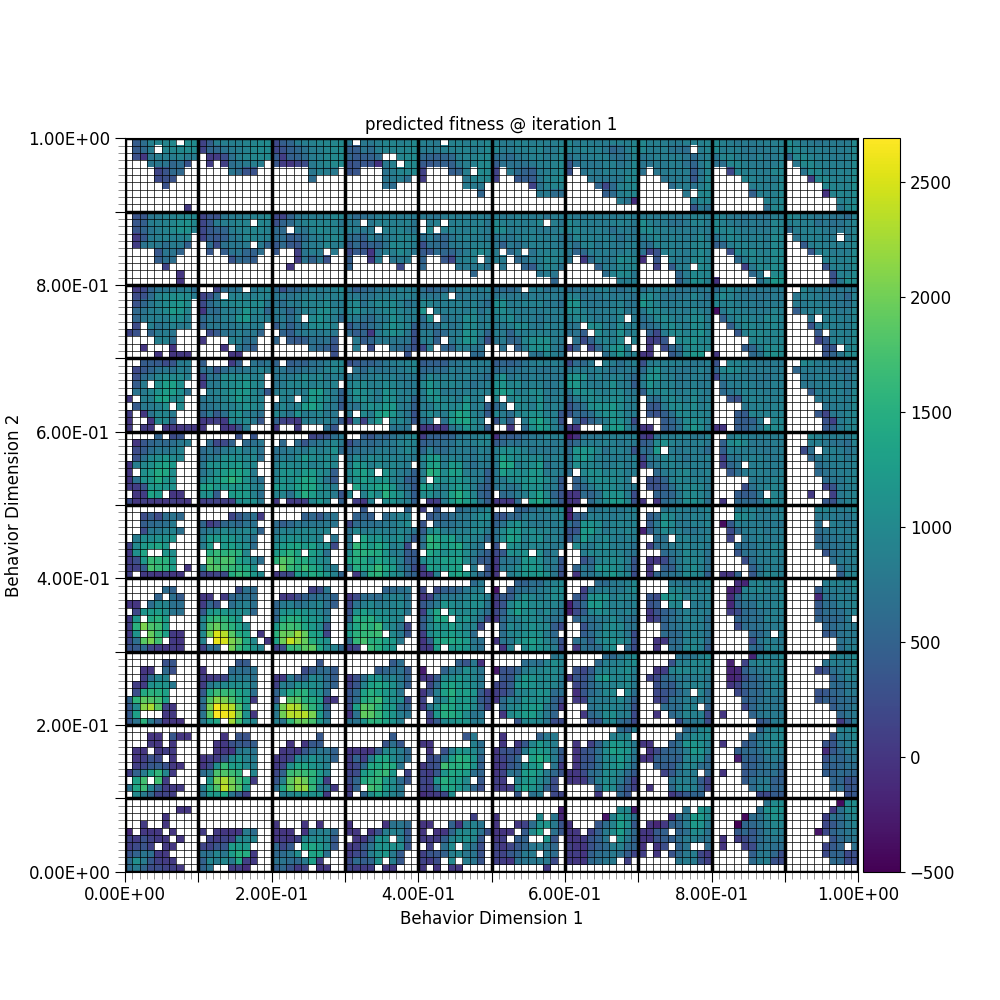 predicted fitness @ iteration 1
1.00E+00
8.00E-01
6.00E-01
4.00E-01
2.00E-01
0.00E+00
Behavior Dimension 2
0.00E+00 2.00E-01 4.00E-01 6.00E-01 8.00E-01 1.00E+00
Behavior Dimension 1
2500
2000
1500
1000
500
0
−500